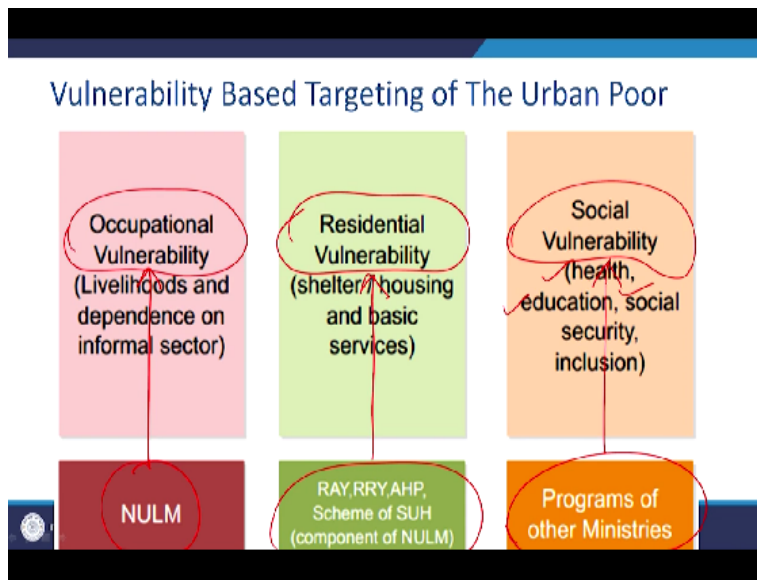 Vulnerability Based Targeting of The Urban Poor
Occupational
Vulnerability
(Livelihoods and
dependence on
informal sector)
Residential
Vulnerability
(shelter / housing
and basic
services)
Social
Vulnerability
(health,
education, social
security,
inclusion)
NULM
RAY,RRY,AHP,
Scheme of SUH
(component of NULM)
Programs of
other Ministries